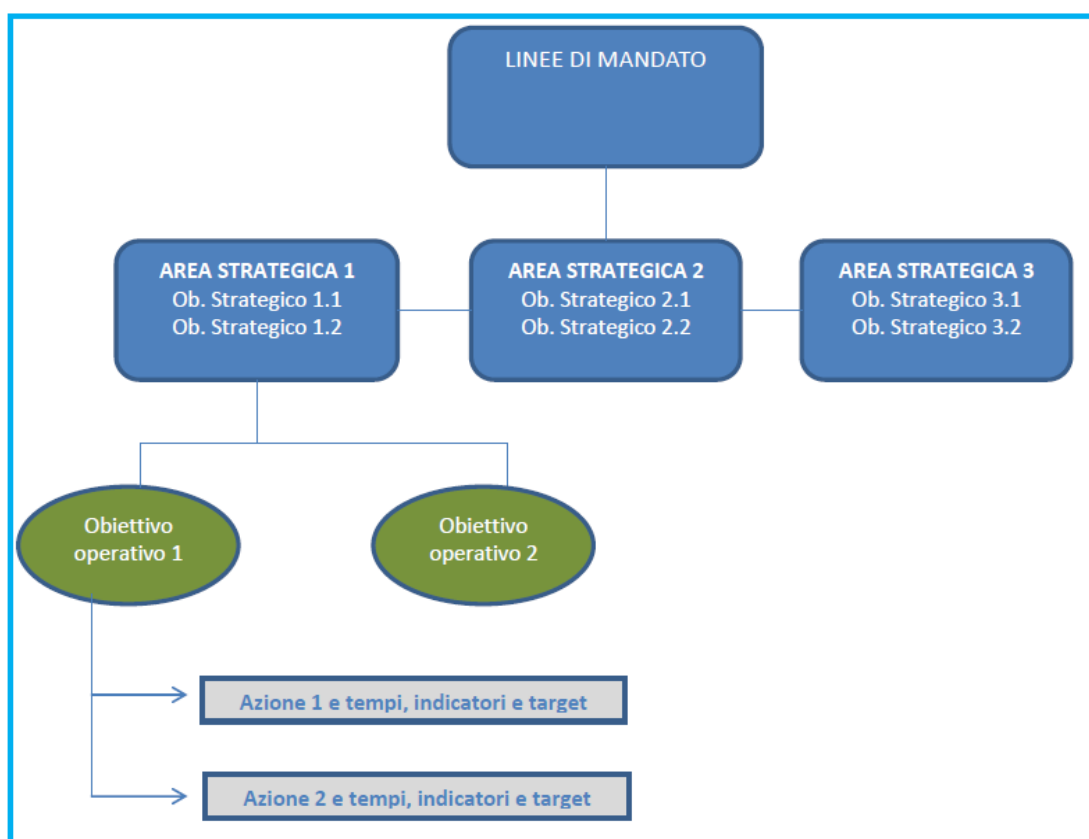 LINEE DI MANDATO
AREA STRATEGICA 1
Ob. Strategico 1.1
Ob. Strategico 1.2
AREA STRATEGICA 2
Ob. Strategico 2.1
Ob. Strategico 2.2
AREA STRATEGICA 3
Ob. Strategico 3.1
Ob. Strategico 3.2
Obiettivo
operativo 1
Obiettivo
operativo 2
Azione 1 e tempi, indicatori e target
Azione 2 e tempi, indicatori e target